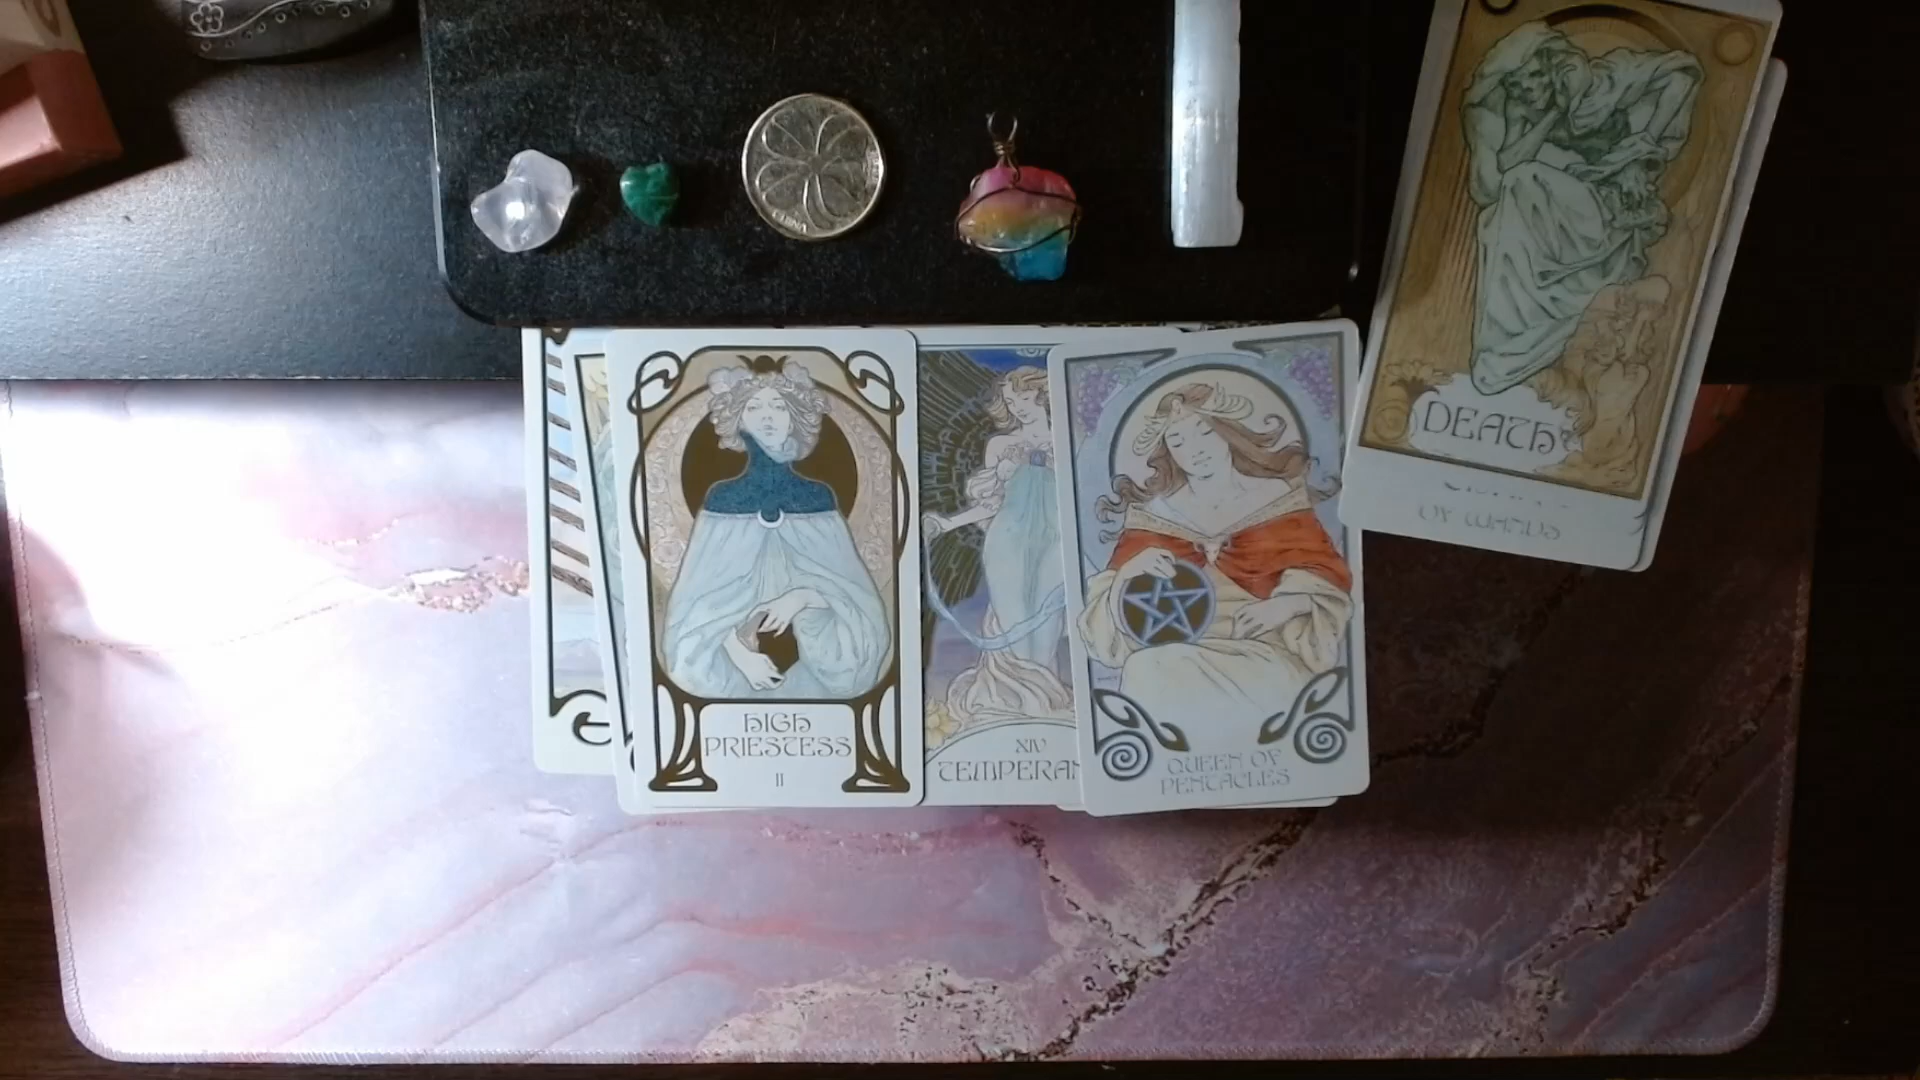 HIGH
PRIESTESS
II
XIV
TEMPERAN
QUEEN OF
PENTACLES
DEATH
OF WANDS